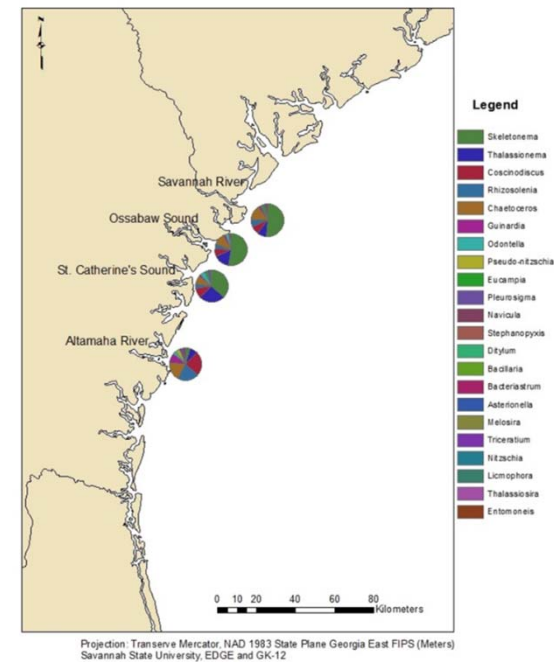 N
Legend
Skeletonema
Thalassionema
Coscinodiscus
Rhizosolenia
Chaetoceros
Guinardia
Odontella
Pseudo-nitzschia
Eucampia
Pleurosigma
Navicula
Stephanopyxis
Ditylum
Bacillaria
Bacteriastrum
Asterionella
Melosira
Triceratium
Nitzschia
Licmophora
Thalassiosira
Entomoneis
Savannah River
Ossabaw Sound
St. Catherine's Sound
Altamaha River
0 10 20 40 60 80
Kilometers
Projection: Transerve Mercator, NAD 1983 State Plane Georgia East FIPS (Meters)
Savannah State University, EDGE and GK-12